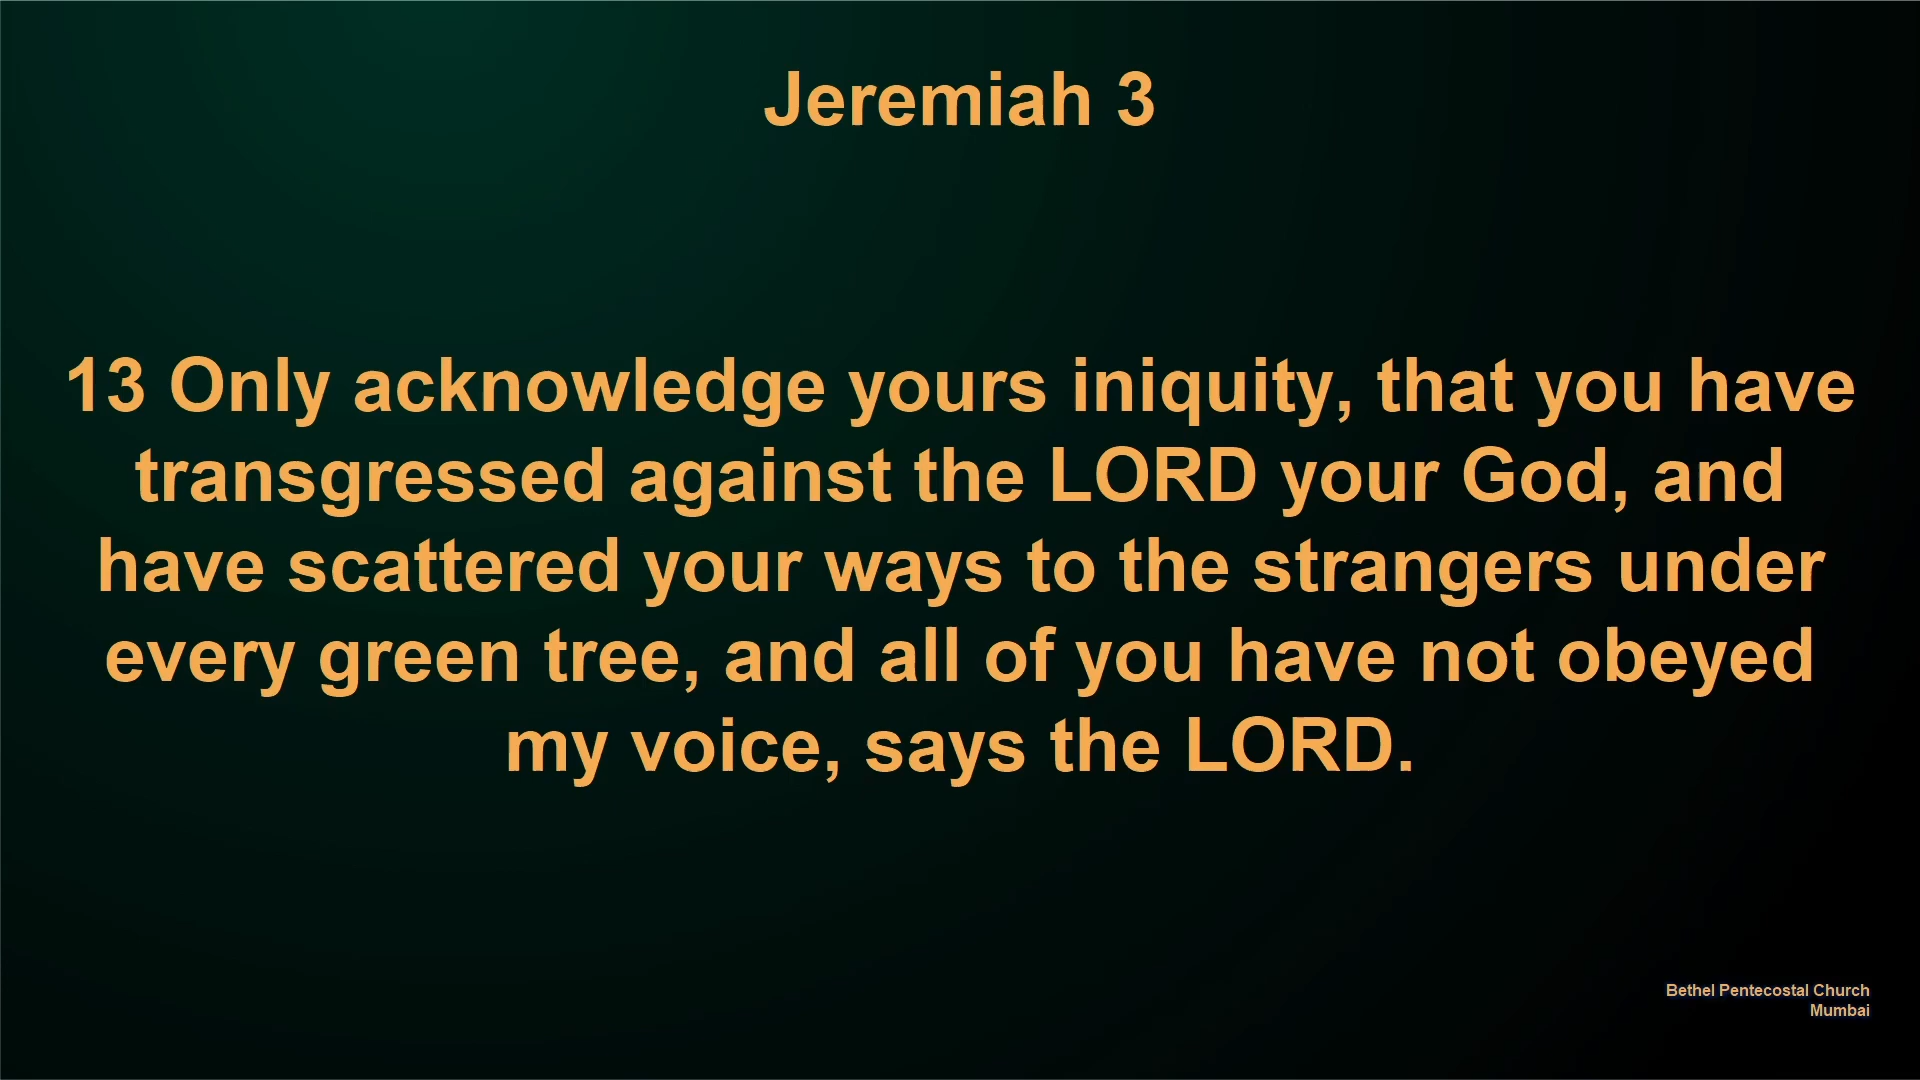 Jeremiah 3
13 Only acknowledge yours iniquity, that you have
transgressed against the LORD your God, and
have scattered your ways to the strangers under
every green tree, and all of you have not obeyed
my voice, says the LORD.
Bethel Pentecostal Church
Mumbai